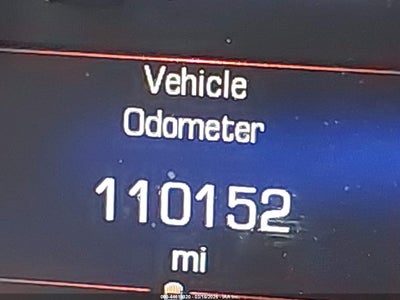 Vehicle
Odometer
110152
mi